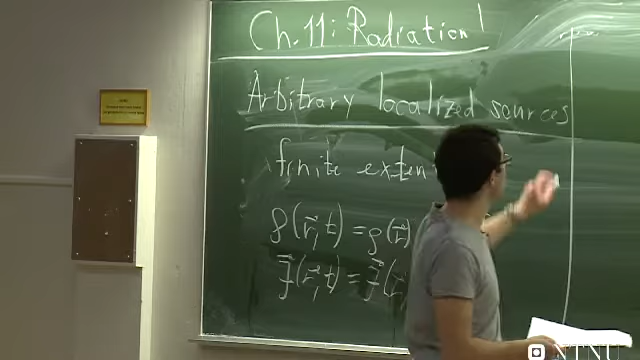 Ch. 11: Radiation
Arbitrary localized sources
finite exten
ρ(r⃗, t) = ρ(r⃗)
J⃗(r⃗, t) = J⃗(r⃗
NTNU